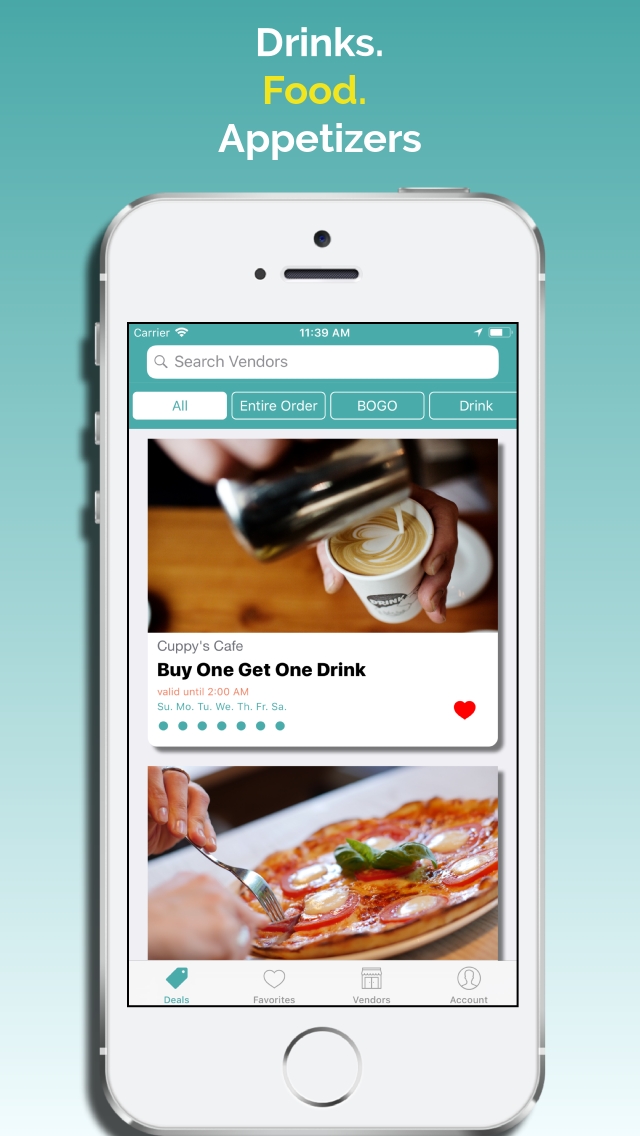 Drinks.
Food.
Appetizers
Carrier 11:39 AM
Search Vendors
All Entire Order BOGO Drink
DRINK
Cuppy's Cafe
Buy One Get One Drink
valid until 2:00 AM
Su. Mo. Tu. We. Th. Fr. Sa.
Deals Favorites Vendors Account